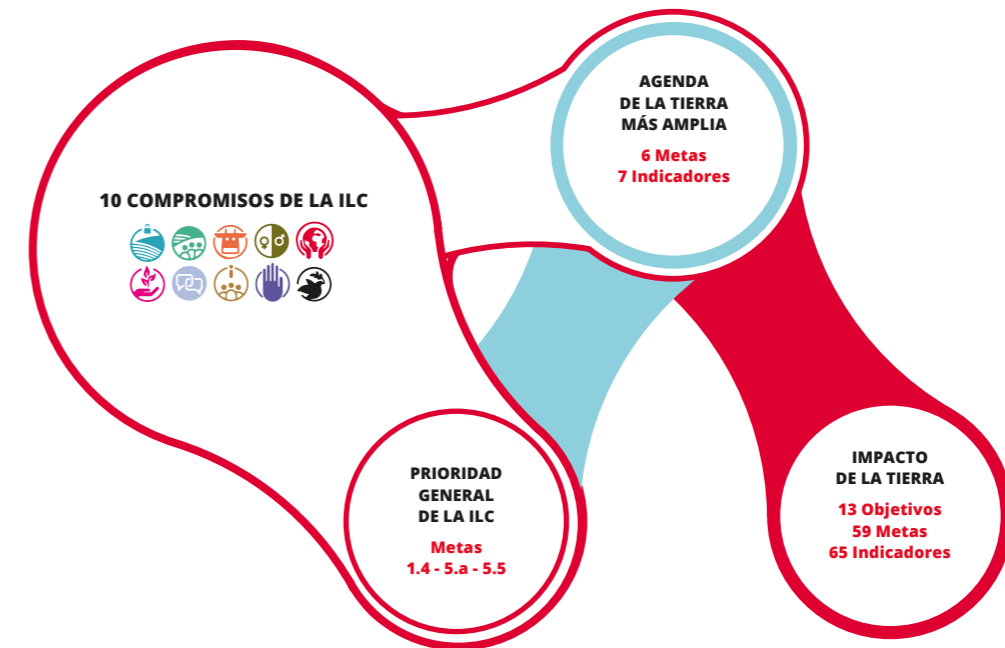 10 COMPROMISOS DE LA ILC
AGENDA
DE LA TIERRA
MÁS AMPLIA
6 Metas
7 Indicadores
PRIORIDAD
GENERAL
DE LA ILC
Metas
1.4 - 5.a - 5.5
IMPACTO
DE LA TIERRA
13 Objetivos
59 Metas
65 Indicadores